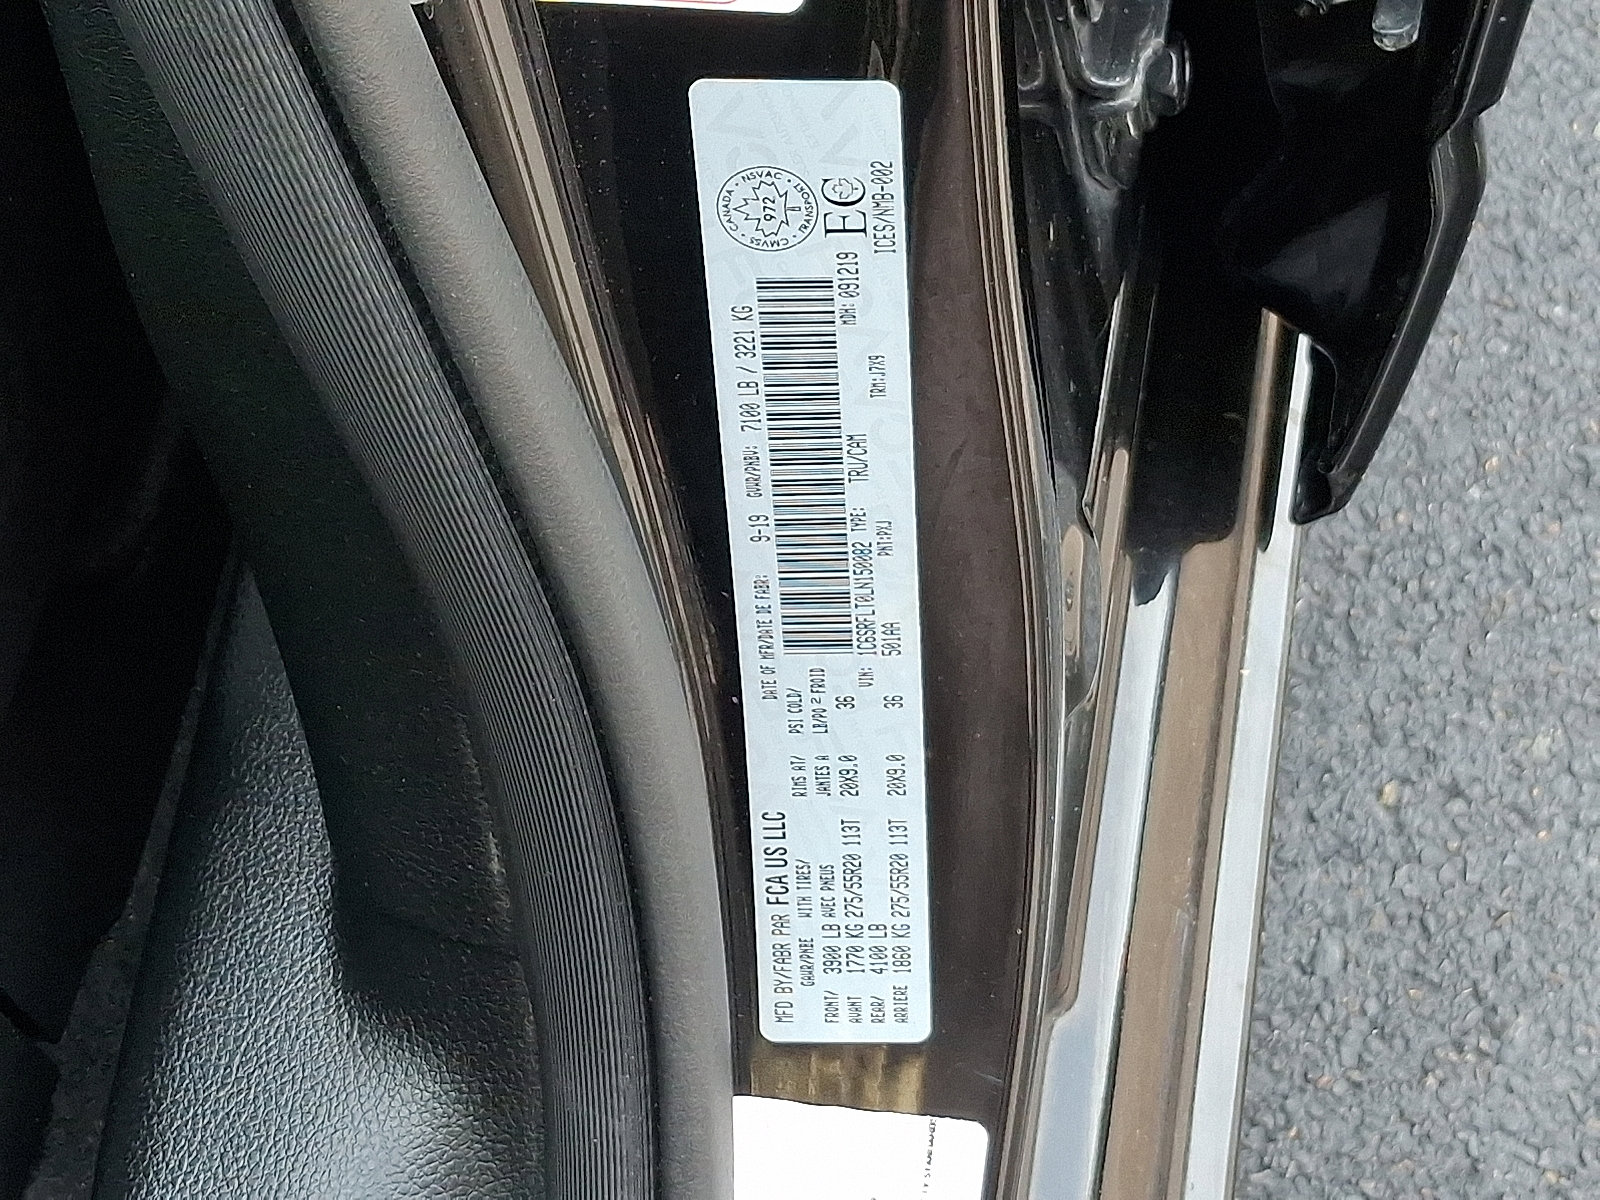 MFD BY/FABR PAR FCA US LLC
DATE OF MFR/DATE DE FABR: 9-19 GVWR/PNBV: 7100 LB / 3221 KG
GAWR/PNBE WITH TIRES/ RIMS AT/ PSI COLD/
FRONT/ 3900 LB AVEC PNEUS JANTES A LB/PO 2 FROID
AVANT 1770 KG 275/55R20 113T 20X9.0 36
REAR/ 4100 LB
ARRIERE 1860 KG 275/55R20 113T 20X9.0 36
VIN: 1C6SRFLT0LN150082 TYPE: TRU/CAM MDH: 091219
501AA PNT:PXJ TRM:J7X9
CANADA • NSVAC • TRANSPORT • CMVSS •
972
EC
ICES/NMB-002